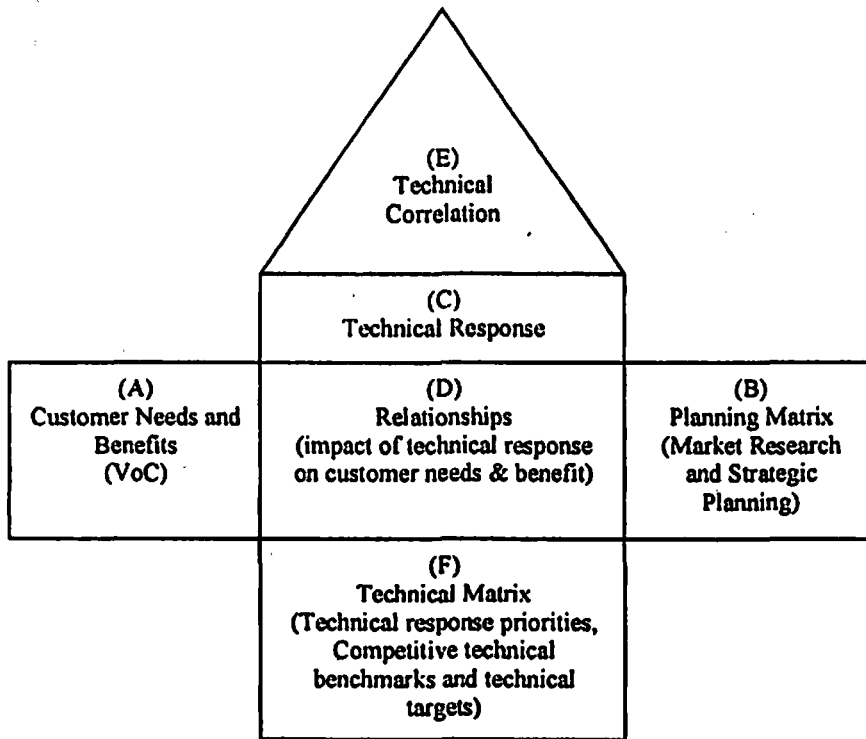 (E)
Technical
Correlation
(C)
Technical Response
(A)
Customer Needs and
Benefits
(VoC)
(D)
Relationships
(impact of technical response
on customer needs & benefit)
(B)
Planning Matrix
(Market Research
and Strategic
Planning)
(F)
Technical Matrix
(Technical response priorities,
Competitive technical
benchmarks and technical
targets)